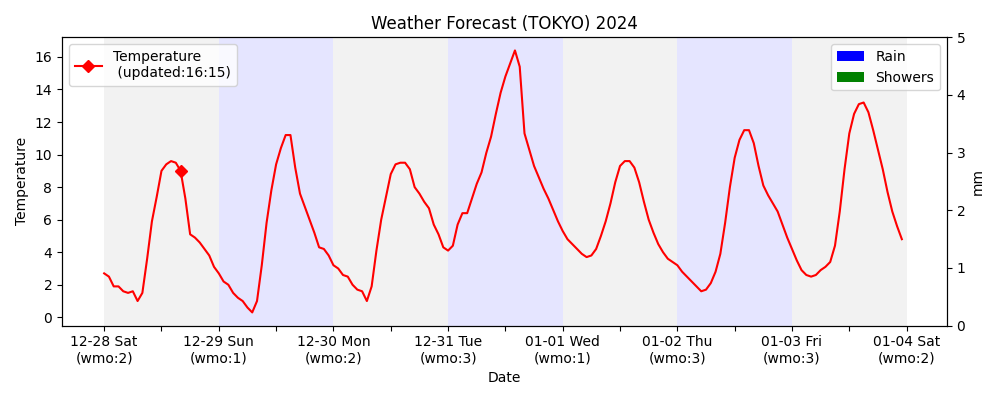 Weather Forecast (TOKYO) 2024
Temperature
(updated:16:15)
Rain
Showers
Temperature
16
14
12
10
8
6
4
2
0
5
4
3
2
1
0
mm
12-28 Sat
(wmo:2)
12-29 Sun
(wmo:1)
12-30 Mon
(wmo:2)
12-31 Tue
(wmo:3)
01-01 Wed
(wmo:1)
01-02 Thu
(wmo:3)
01-03 Fri
(wmo:3)
01-04 Sat
(wmo:2)
Date